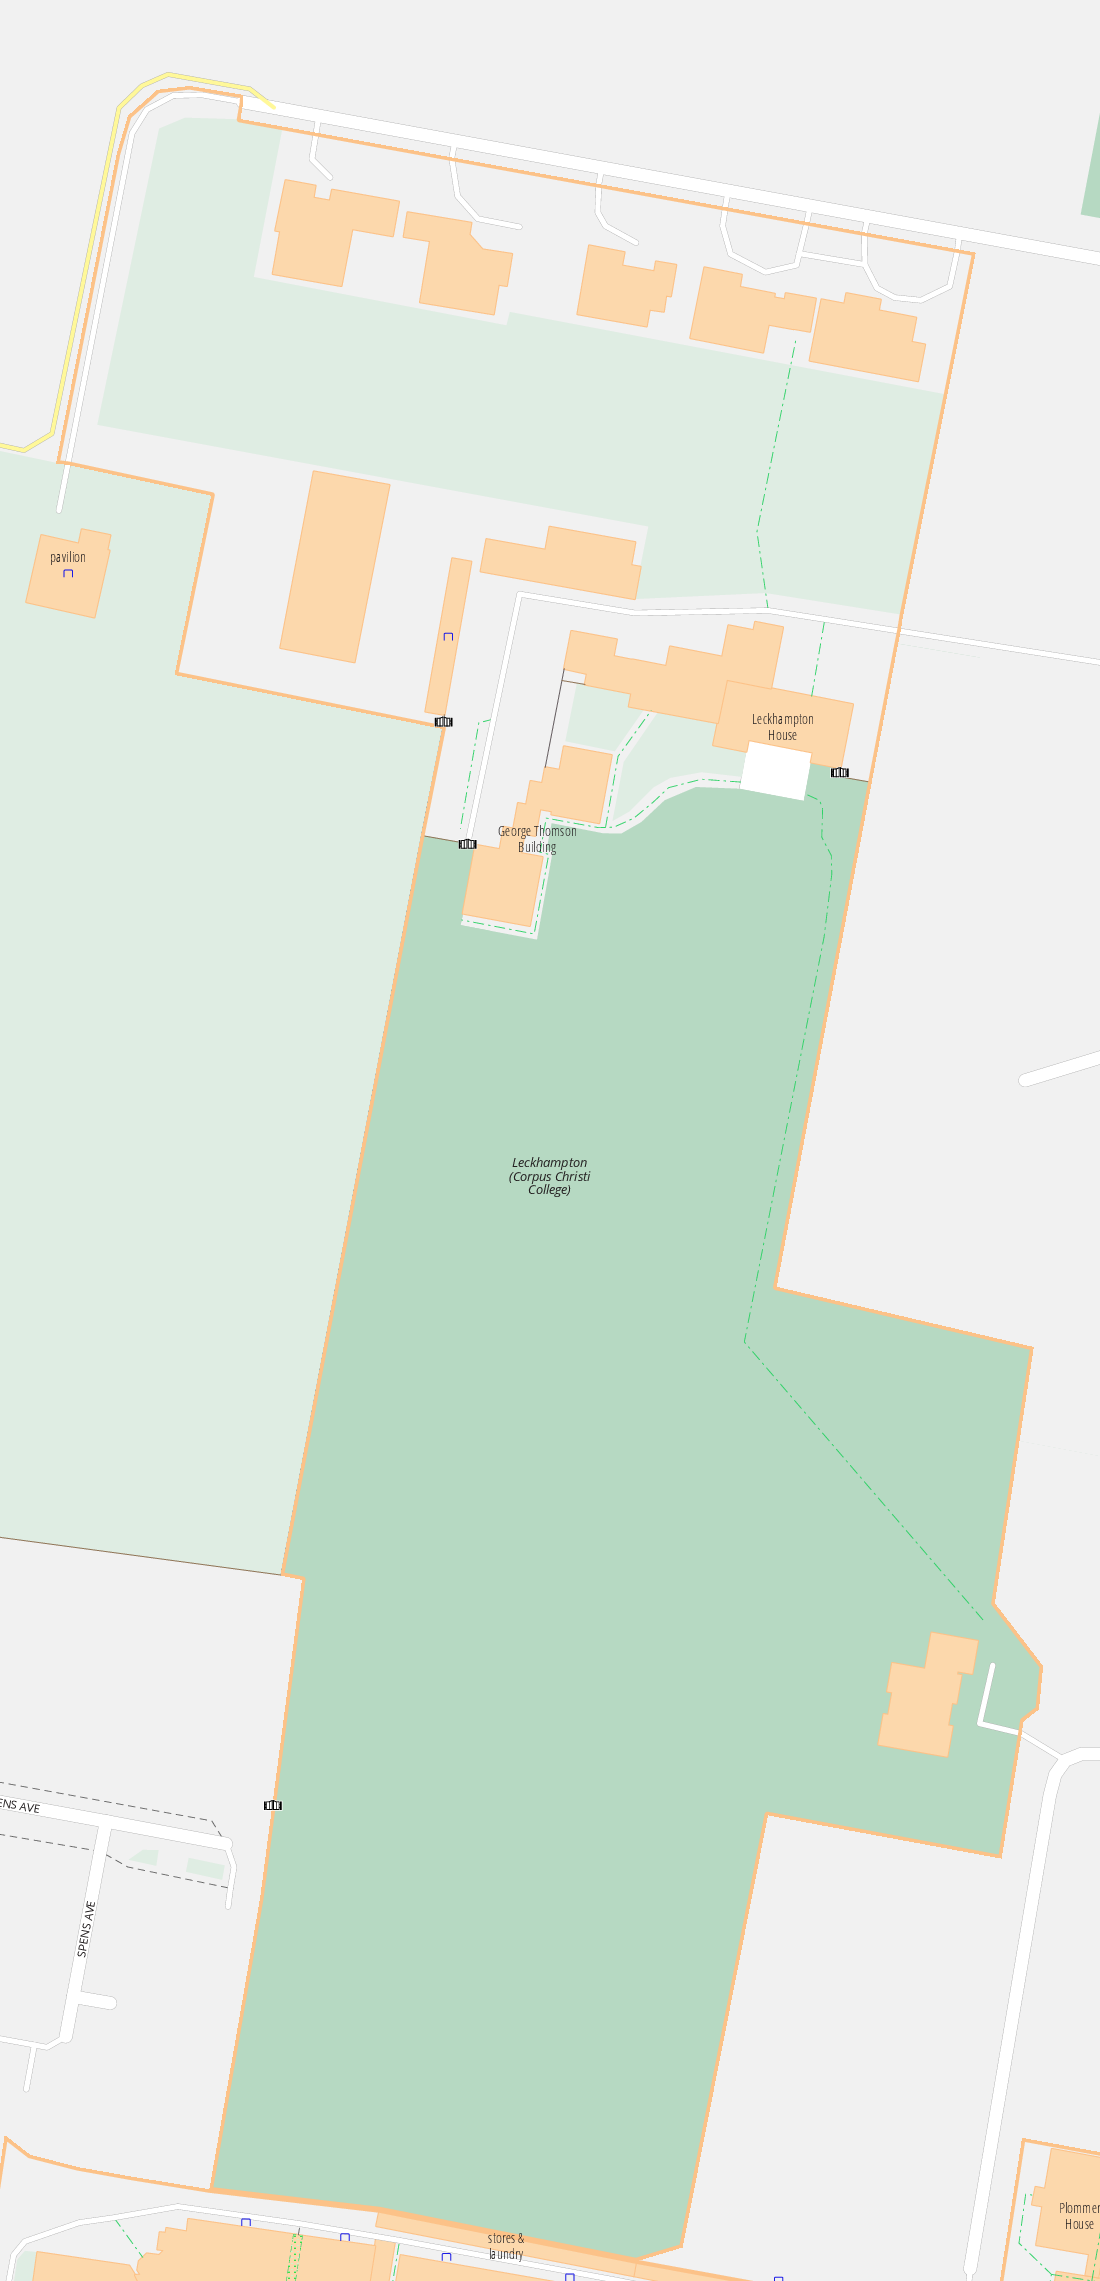 pavilion
Leckhampton
House
George Thomson
Building
Leckhampton
(Corpus Christi
College)
ENS AVE
SPENS AVE
Plommer
House
stores &
laundry